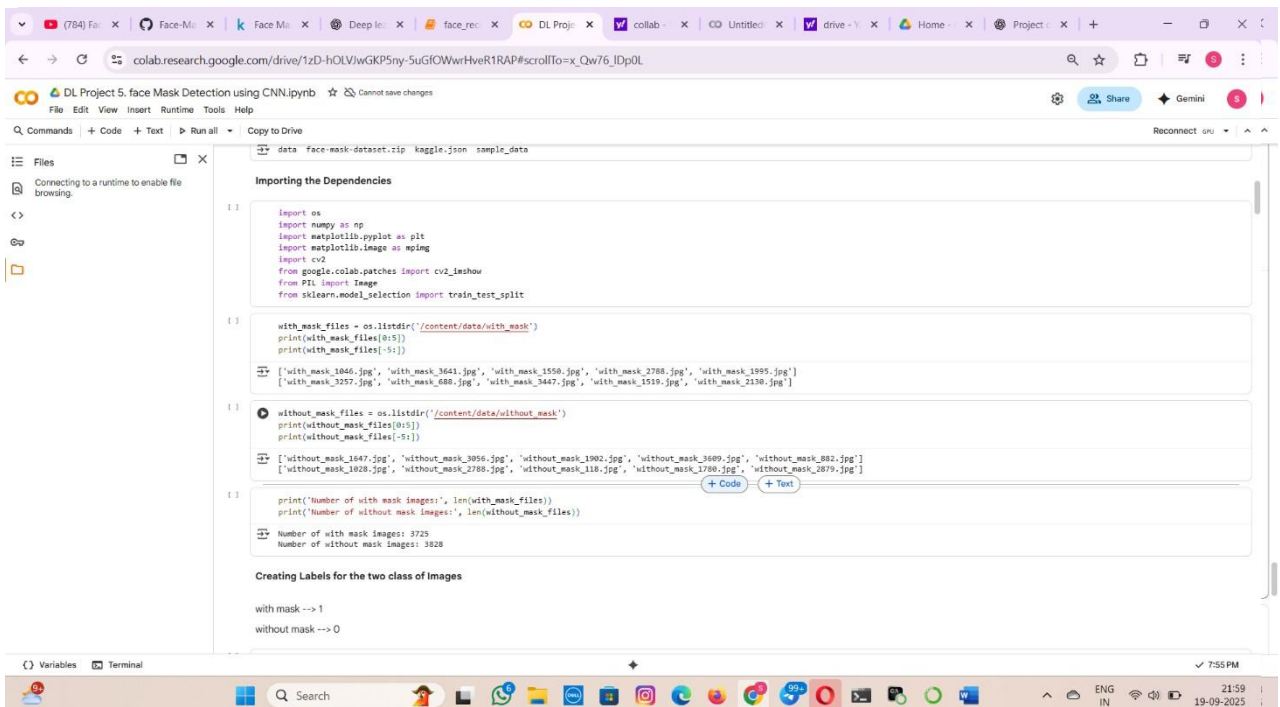 (784) Fac
Face-Ma
Face Ma
Deep lea
face_rec
DL Proje
collab -
Untitled
drive - Y
Home -
Project c
colab.research.google.com/drive/1zD-hOLVJwGKP5ny-5uGfOWwrHveR1RAP#scrollTo=x_Qw76_lDp0L
DL Project 5. face Mask Detection using CNN.ipynb Cannot save changes
File Edit View Insert Runtime Tools Help
Share Gemini S
Commands + Code + Text Run all Copy to Drive
Reconnect GPU
Files
Connecting to a runtime to enable file
browsing.
data face-mask-dataset.zip kaggle.json sample_data
Importing the Dependencies
[ ]
import os
import numpy as np
import matplotlib.pyplot as plt
import matplotlib.image as mpimg
import cv2
from google.colab.patches import cv2_imshow
from PIL import Image
from sklearn.model_selection import train_test_split
[ ]
with_mask_files = os.listdir('/content/data/with_mask')
print(with_mask_files[0:5])
print(with_mask_files[-5:])
['with_mask_1046.jpg', 'with_mask_3641.jpg', 'with_mask_1550.jpg', 'with_mask_2788.jpg', 'with_mask_1995.jpg']
['with_mask_3257.jpg', 'with_mask_688.jpg', 'with_mask_3447.jpg', 'with_mask_1519.jpg', 'with_mask_2130.jpg']
[ ]
without_mask_files = os.listdir('/content/data/without_mask')
print(without_mask_files[0:5])
print(without_mask_files[-5:])
['without_mask_1647.jpg', 'without_mask_3056.jpg', 'without_mask_1902.jpg', 'without_mask_3609.jpg', 'without_mask_882.jpg']
['without_mask_1028.jpg', 'without_mask_2788.jpg', 'without_mask_118.jpg', 'without_mask_1780.jpg', 'without_mask_2879.jpg']
+ Code + Text
[ ]
print('Number of with mask images:', len(with_mask_files))
print('Number of without mask images:', len(without_mask_files))
Number of with mask images: 3725
Number of without mask images: 3828
Creating Labels for the two class of Images
with mask --> 1
without mask --> 0
{} Variables Terminal
7:55 PM
9+
Search
6
99+
ENG
IN
21:59
19-09-2025